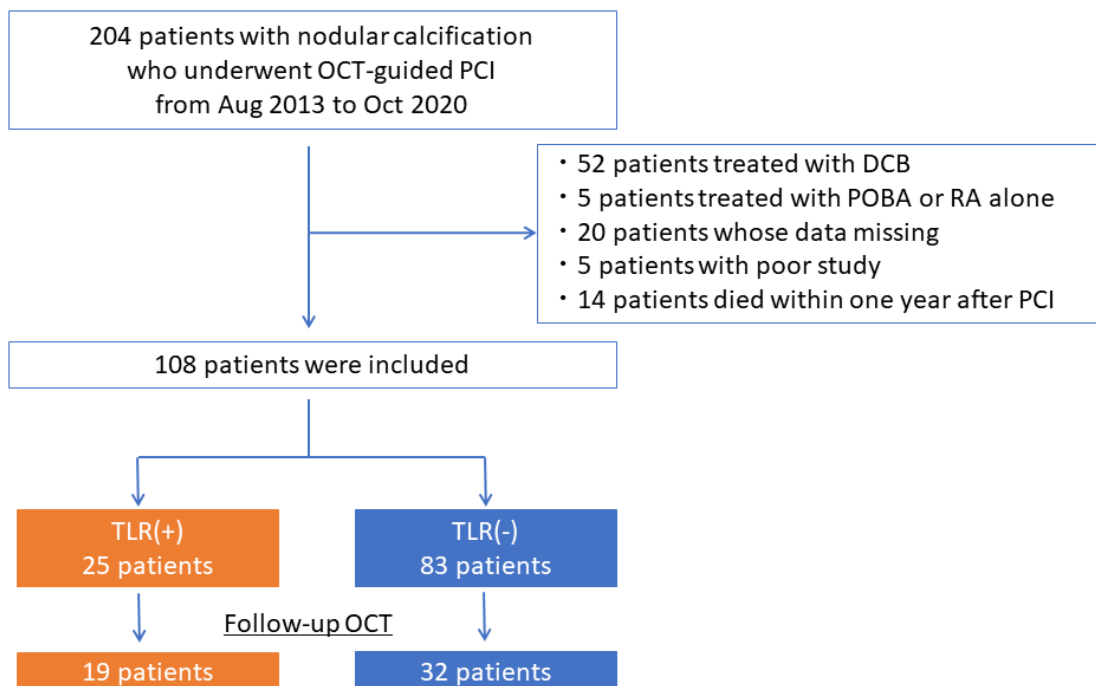 204 patients with nodular calcification
who underwent OCT-guided PCI
from Aug 2013 to Oct 2020
・52 patients treated with DCB
・5 patients treated with POBA or RA alone
・20 patients whose data missing
・5 patients with poor study
・14 patients died within one year after PCI
108 patients were included
TLR(+)
25 patients
TLR(-)
83 patients
Follow-up OCT
19 patients
32 patients